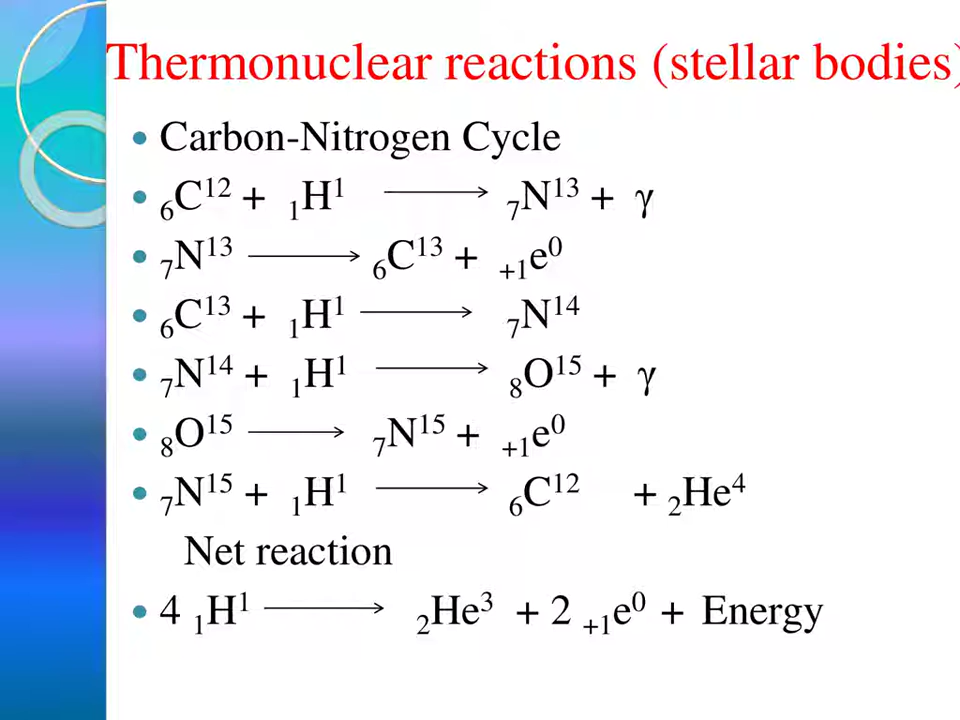 Thermonuclear reactions (stellar bodies)
• Carbon-Nitrogen Cycle
• ₆C¹² + ₁H¹ ⟶ ₇N¹³ + γ
• ₇N¹³ ⟶ ₆C¹³ + ₊₁e⁰
• ₆C¹³ + ₁H¹ ⟶ ₇N¹⁴
• ₇N¹⁴ + ₁H¹ ⟶ ₈O¹⁵ + γ
• ₈O¹⁵ ⟶ ₇N¹⁵ + ₊₁e⁰
• ₇N¹⁵ + ₁H¹ ⟶ ₆C¹² + ₂He⁴
Net reaction
• 4 ₁H¹ ⟶ ₂He³ + 2 ₊₁e⁰ + Energy